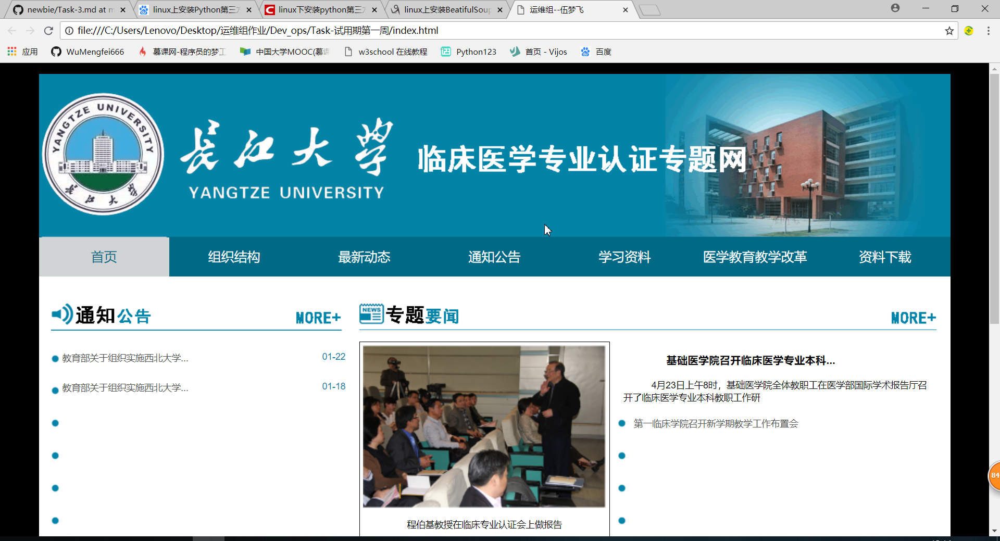 newbie/Task-3.md at m
linux上安装Python第三方
linux下安装python第三方
linux上安装BeatifulSoup
运维组--伍梦飞
file:///C:/Users/Lenovo/Desktop/运维组作业/Dev_ops/Task-试用期第一周/index.html
应用
WuMengfei666
慕课网-程序员的梦工
中国大学MOOC(慕课
w3school 在线教程
Python123
首页 - Vijos
百度
YANGTZE UNIVERSITY
长江大学
长江大学
YANGTZE UNIVERSITY
临床医学专业认证专题网
首页
组织结构
最新动态
通知公告
学习资料
医学教育教学改革
资料下载
通知公告
MORE+
NEWS
专题要闻
MORE+
教育部关于组织实施西北大学...
01-22
教育部关于组织实施西北大学...
01-18
基础医学院召开临床医学专业本科...
4月23日上午8时，基础医学院全体教职工在医学部国际学术报告厅召
开了临床医学专业本科教职工作研
第一临床学院召开新学期教学工作布置会
程伯基教授在临床专业认证会上做报告
84